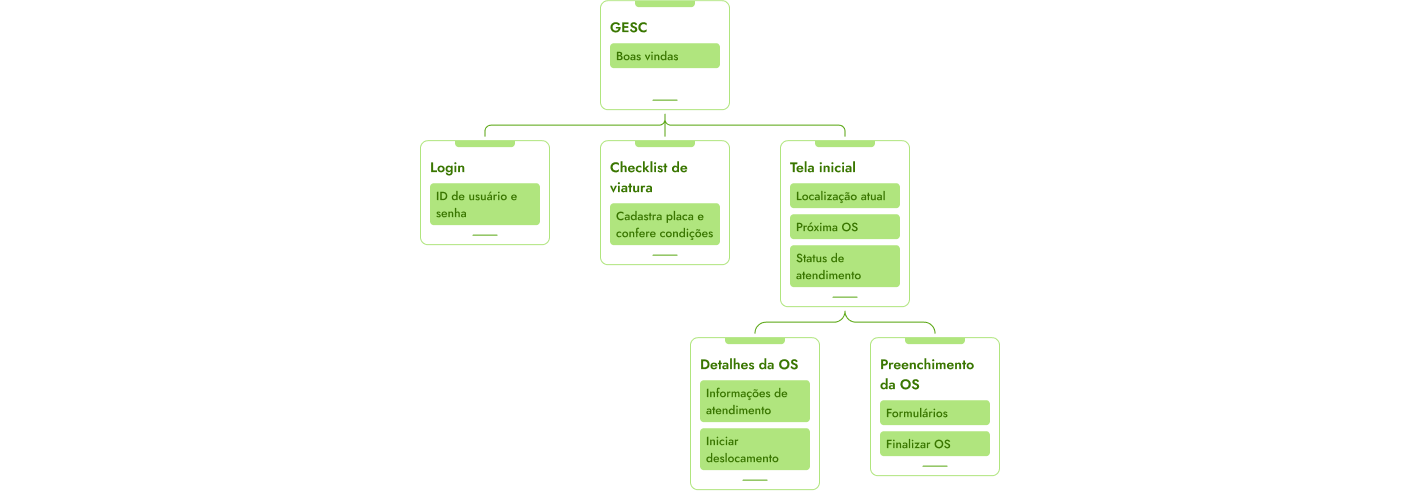 GESC
Boas vindas
Login
ID de usuário e
senha
Checklist de
viatura
Cadastra placa e
confere condições
Tela inicial
Localização atual
Próxima OS
Status de
atendimento
Detalhes da OS
Informações de
atendimento
Iniciar
deslocamento
Preenchimento
da OS
Formulários
Finalizar OS